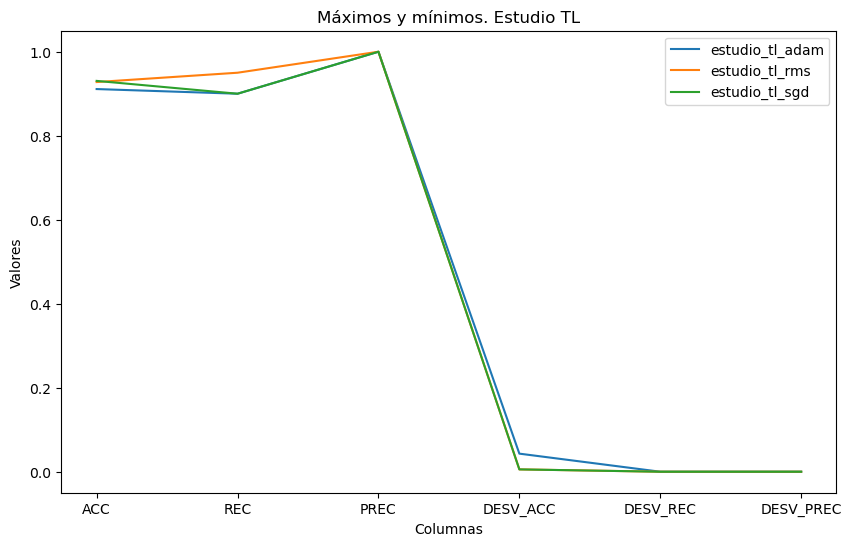 Máximos y mínimos. Estudio TL
estudio_tl_adam
estudio_tl_rms
estudio_tl_sgd
Valores
1.0
0.8
0.6
0.4
0.2
0.0
ACC REC PREC DESV_ACC DESV_REC DESV_PREC
Columnas